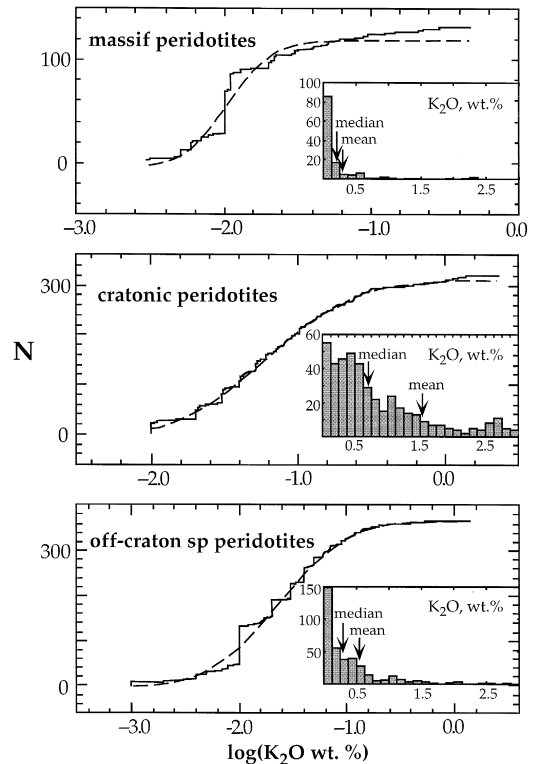 massif peridotites
100
0
K2O, wt.%
100
80
60
40
20
median
mean
0.5
1.5
2.5
-3.0
-2.0
-1.0
0.0
N
cratonic peridotites
300
0
K2O, wt.%
60
40
20
median
mean
0.5
1.5
2.5
-2.0
-1.0
0.0
off-craton sp peridotites
300
0
K2O, wt.%
150
100
50
median
mean
0.5
1.5
2.5
-3.0
-2.0
-1.0
0.0
log(K2O wt. %)